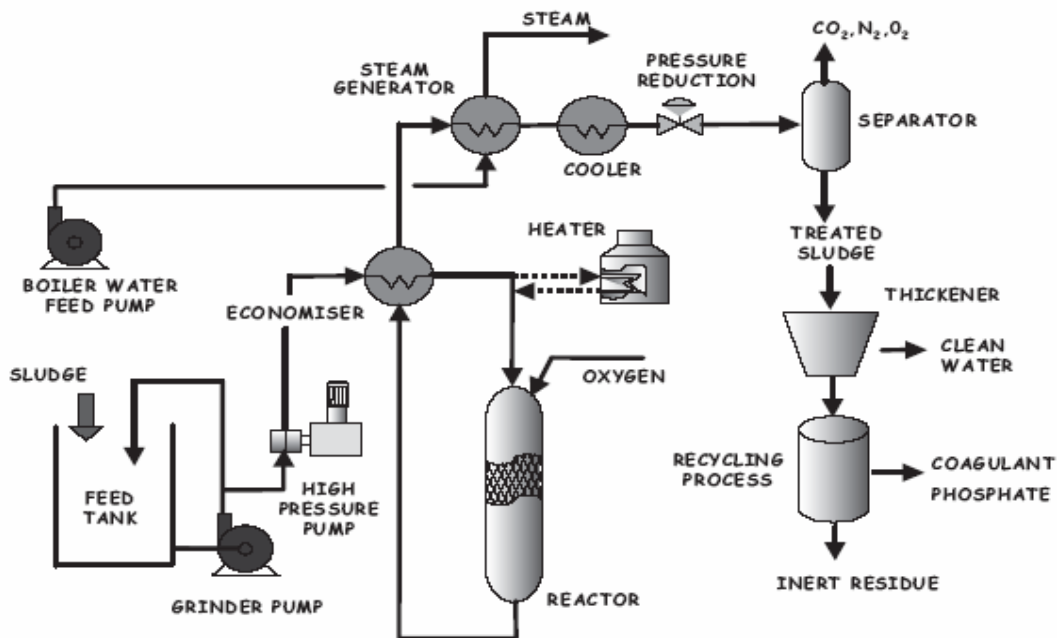 STEAM
CO₂,N₂,O₂
STEAM
GENERATOR
PRESSURE
REDUCTION
SEPARATOR
COOLER
BOILER WATER
FEED PUMP
HEATER
TREATED
SLUDGE
ECONOMISER
THICKENER
CLEAN
WATER
SLUDGE
OXYGEN
FEED
TANK
HIGH
PRESSURE
PUMP
RECYCLING
PROCESS
COAGULANT
PHOSPHATE
GRINDER PUMP
REACTOR
INERT RESIDUE